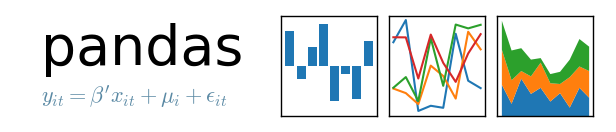 pandas
y_{it} = β′x_{it} + μ_i + ϵ_{it}